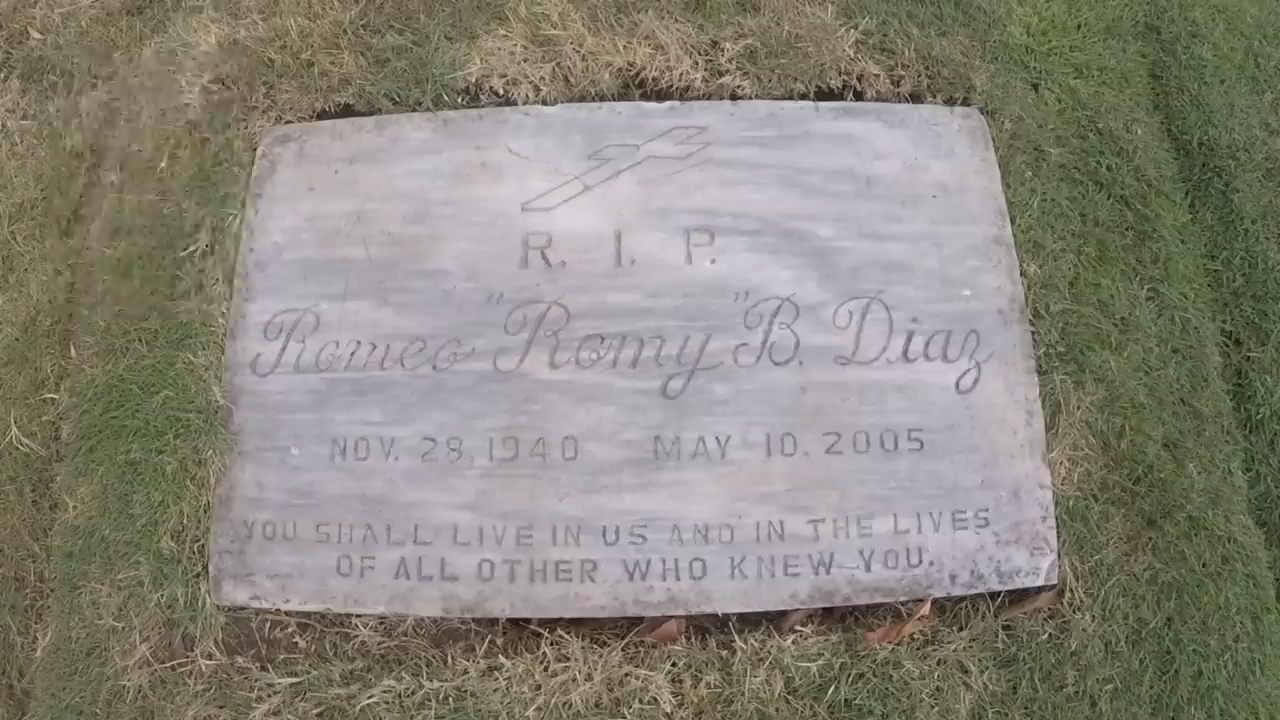 R. I. P.
Romeo "Romy" B. Diaz
NOV. 28, 1940 MAY 10, 2005
YOU SHALL LIVE IN US AND IN THE LIVES
OF ALL OTHER WHO KNEW YOU.